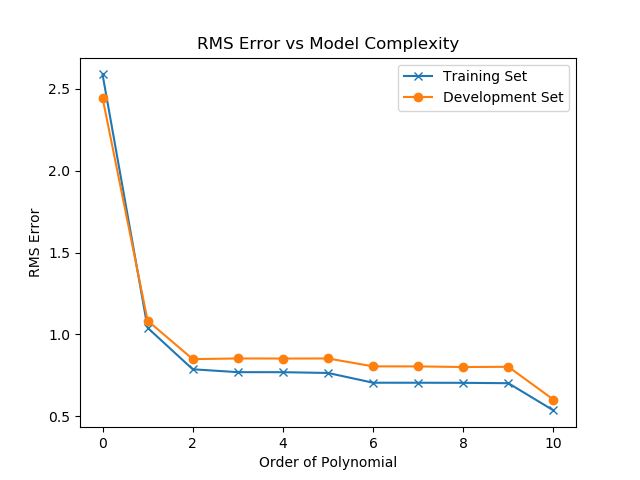 RMS Error vs Model Complexity
Training Set
Development Set
2.5
2.0
1.5
1.0
0.5
RMS Error
0 2 4 6 8 10
Order of Polynomial